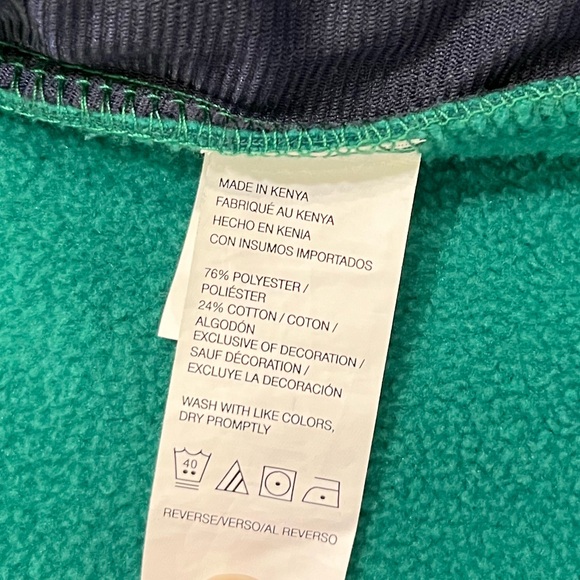 MADE IN KENYA
FABRIQUÉ AU KENYA
HECHO EN KENIA
CON INSUMOS IMPORTADOS
76% POLYESTER /
POLIÉSTER
24% COTTON / COTON /
ALGODÓN
EXCLUSIVE OF DECORATION /
SAUF DÉCORATION /
EXCLUYE LA DECORACIÓN
WASH WITH LIKE COLORS,
DRY PROMPTLY
40
REVERSE/VERSO/AL REVERSO